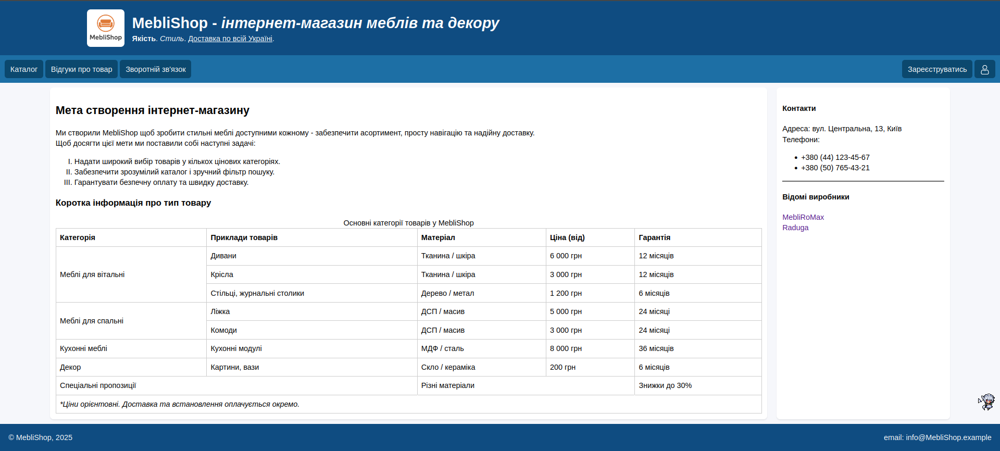 MebliShop
MebliShop - інтернет-магазин меблів та декору
Якість. Стиль. Доставка по всій Україні.
Каталог
Відгуки про товар
Зворотній зв'язок
Зареєструватись
Мета створення інтернет-магазину
Ми створили MebliShop щоб зробити стильні меблі доступними кожному - забезпечити асортимент, просту навігацію та надійну доставку.
Щоб досягти цієї мети ми поставили собі наступні задачі:
I. Надати широкий вибір товарів у кількох цінових категоріях.
II. Забезпечити зрозумілий каталог і зручний фільтр пошуку.
III. Гарантувати безпечну оплату та швидку доставку.
Коротка інформація про тип товару
Основні категорії товарів у MebliShop
Категорія Приклади товарів Матеріал Ціна (від) Гарантія
Меблі для вітальні Дивани Тканина / шкіра 6 000 грн 12 місяців
Крісла Тканина / шкіра 3 000 грн 12 місяців
Стільці, журнальні столики Дерево / метал 1 200 грн 6 місяців
Меблі для спальні Ліжка ДСП / масив 5 000 грн 24 місяці
Комоди ДСП / масив 3 000 грн 24 місяці
Кухонні меблі Кухонні модулі МДФ / сталь 8 000 грн 36 місяців
Декор Картини, вази Скло / кераміка 200 грн 6 місяців
Спеціальні пропозиції Різні матеріали Знижки до 30%
*Ціни орієнтовні. Доставка та встановлення оплачується окремо.
Контакти
Адреса: вул. Центральна, 13, Київ
Телефони:
• +380 (44) 123-45-67
• +380 (50) 765-43-21
Відомі виробники
MebliRoMax
Raduga
© MebliShop, 2025
email: info@MebliShop.example